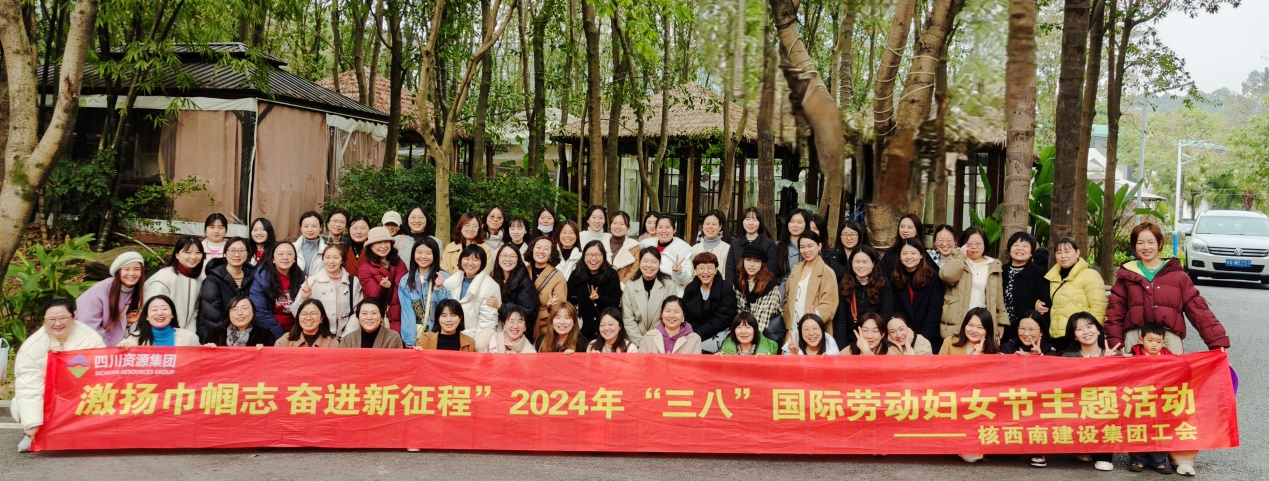 四川资源集团
SICHUAN RESOURCES GROUP
激扬巾帼志 奋进新征程”2024年“三八”国际劳动妇女节主题活动
—— 核西南建设集团工会